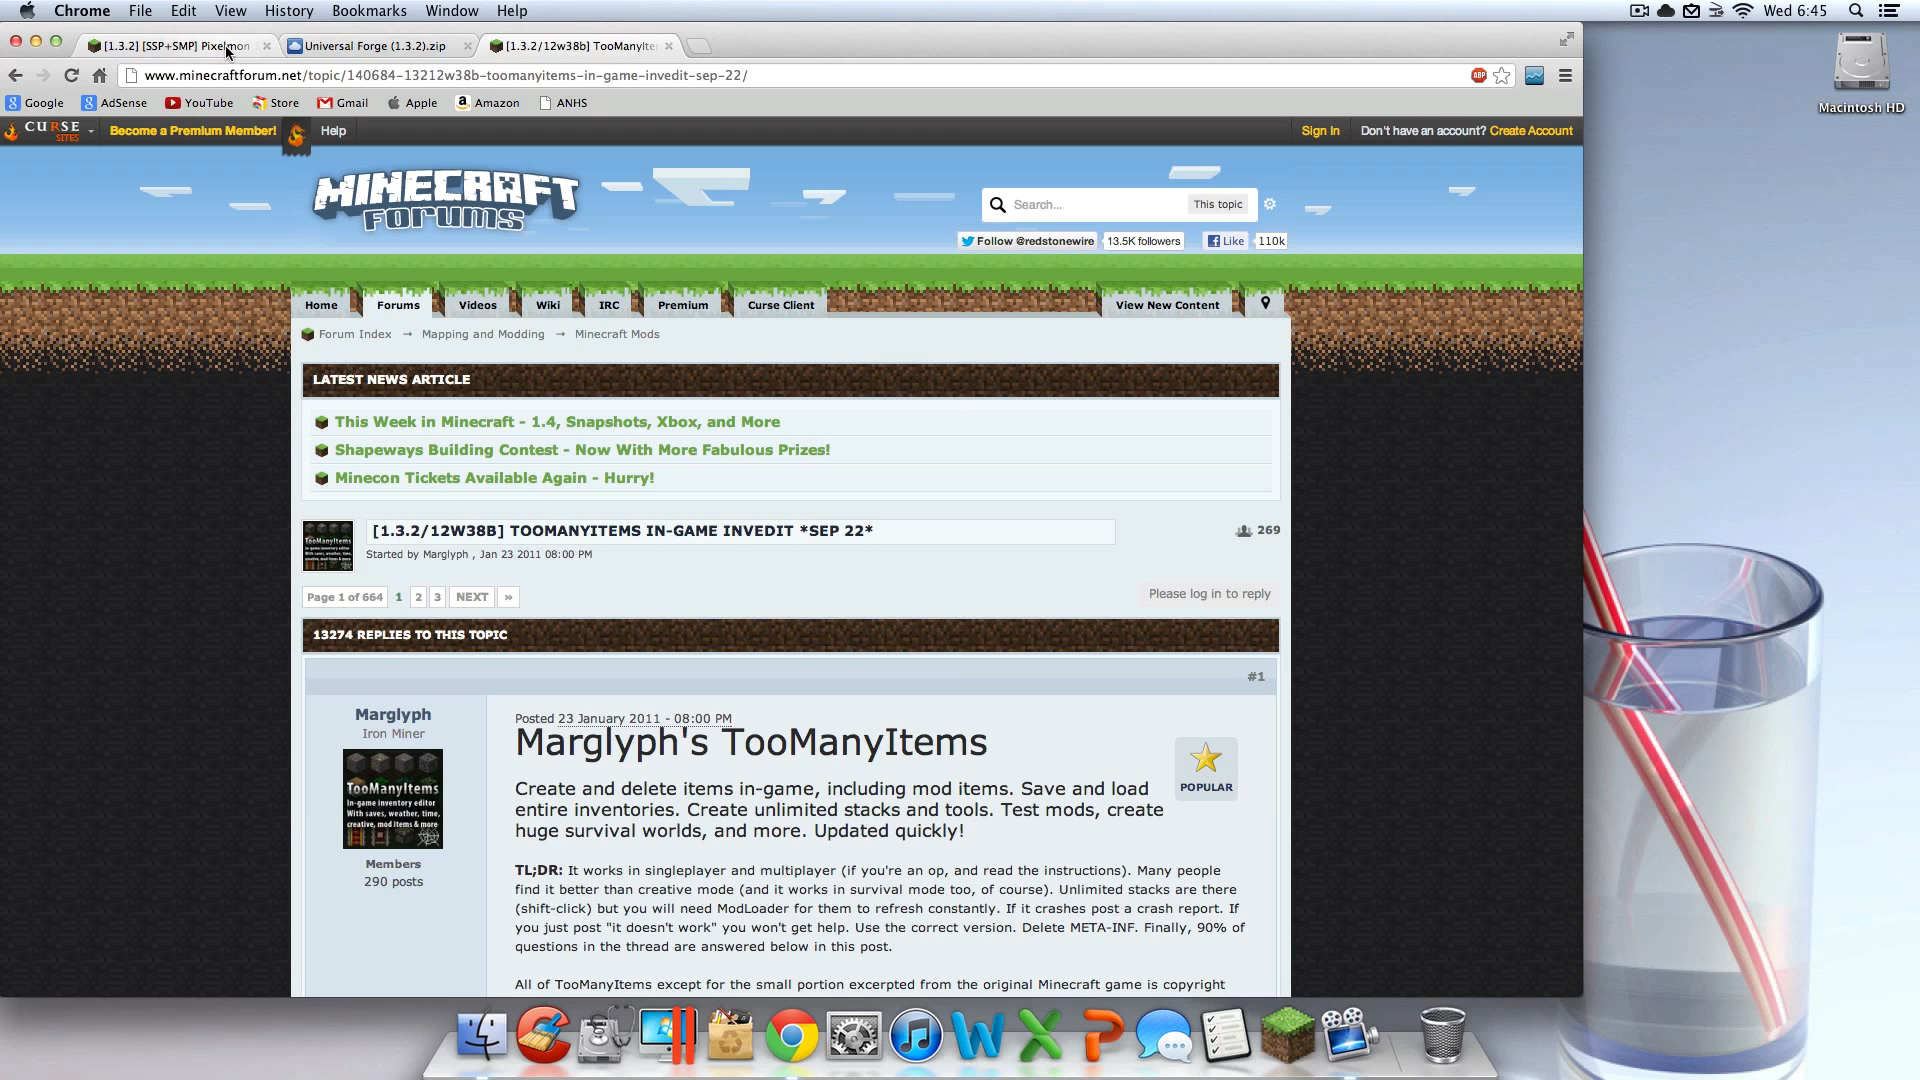 Chrome File Edit View History Bookmarks Window Help Wed 6:45
[1.3.2] [SSP+SMP] Pixelmon
Universal Forge (1.3.2).zip
[1.3.2/12w38b] TooManyIte
www.minecraftforum.net/topic/140684-13212w38b-toomanyitems-in-game-invedit-sep-22/
ABP
Google AdSense YouTube Store Gmail Apple Amazon ANHS
CURSE SITES
Become a Premium Member!
Help
Sign In
Don't have an account? Create Account
Macintosh HD
MINECRAFT
FORUMS
Search...
This topic
Follow @redstonewire
13.5K followers
Like
110k
Home Forums Videos Wiki IRC Premium Curse Client View New Content
Forum Index → Mapping and Modding → Minecraft Mods
LATEST NEWS ARTICLE
This Week in Minecraft - 1.4, Snapshots, Xbox, and More
Shapeways Building Contest - Now With More Fabulous Prizes!
Minecon Tickets Available Again - Hurry!
[1.3.2/12W38B] TOOMANYITEMS IN-GAME INVEDIT *SEP 22*
269
Started by Marglyph , Jan 23 2011 08:00 PM
Page 1 of 664 1 2 3 NEXT »
Please log in to reply
13274 REPLIES TO THIS TOPIC
#1
Marglyph
Iron Miner
TooManyItems
In-game inventory editor
With saves, weather, time,
creative, mod items & more
Members
290 posts
Posted 23 January 2011 - 08:00 PM
Marglyph's TooManyItems
POPULAR
Create and delete items in-game, including mod items. Save and load
entire inventories. Create unlimited stacks and tools. Test mods, create
huge survival worlds, and more. Updated quickly!
TL;DR: It works in singleplayer and multiplayer (if you're an op, and read the instructions). Many people
find it better than creative mode (and it works in survival mode too, of course). Unlimited stacks are there
(shift-click) but you will need ModLoader for them to refresh constantly. If it crashes post a crash report. If
you just post "it doesn't work" you won't get help. Use the correct version. Delete META-INF. Finally, 90% of
questions in the thread are answered below in this post.
All of TooManyItems except for the small portion excerpted from the original Minecraft game is copyright